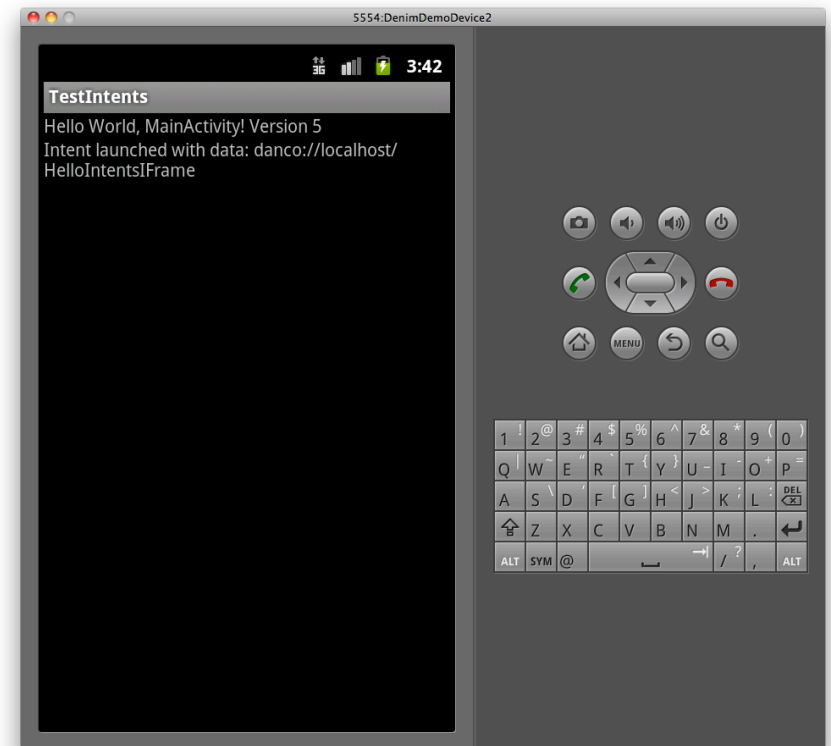 5554:DenimDemoDevice2
3G 3:42
TestIntents
Hello World, MainActivity! Version 5
Intent launched with data: danco://localhost/
HelloIntentsIFrame
MENU
1 ! 2 @ 3 # 4 $ 5 % 6 ^ 7 & 8 * 9 ( 0 )
Q | W ~ E “ R ` T { Y } U _ I - O + P =
A S \ D ‘ F [ G ] H < J > K ; L : DEL
Z X C V B N M .
ALT SYM @ / ? , ALT